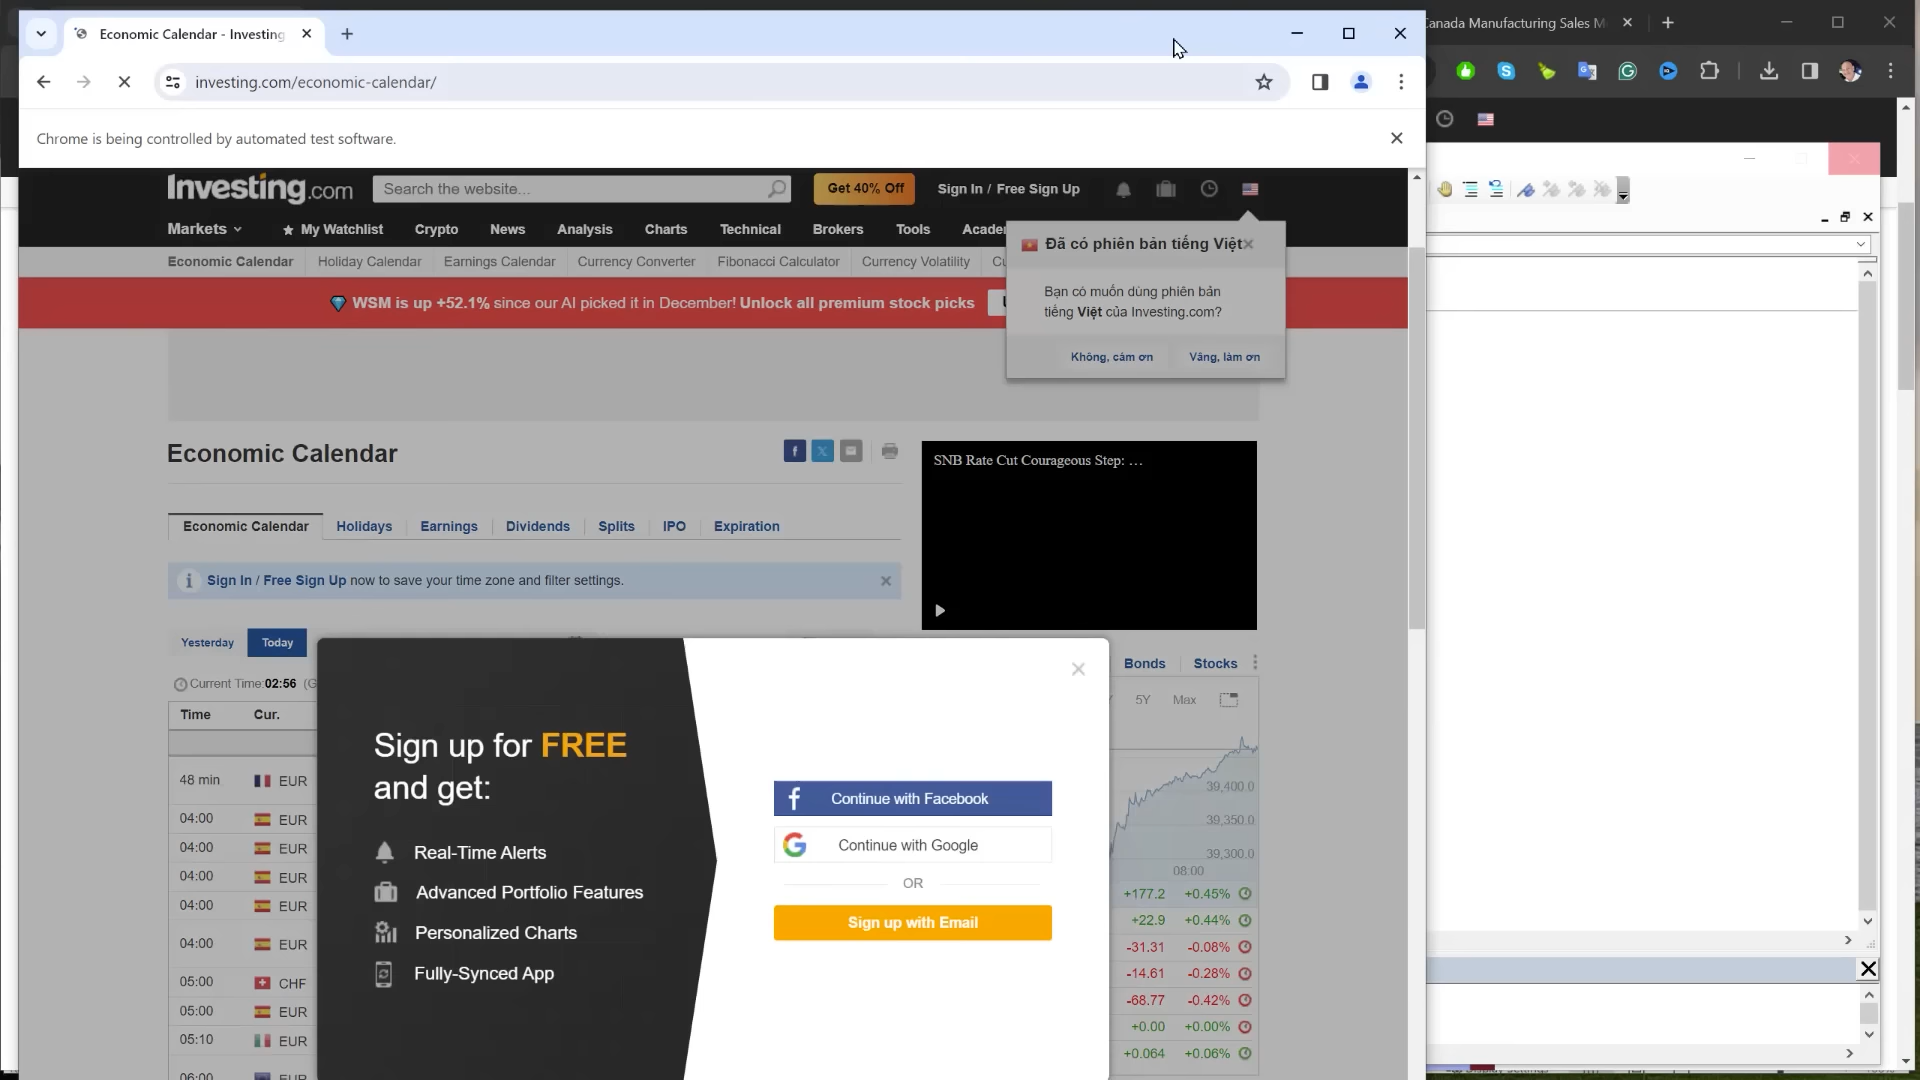 Economic Calendar - Investing
Canada Manufacturing Sales M
investing.com/economic-calendar/
Chrome is being controlled by automated test software.
Investing.com
Search the website...
Get 40% Off
Sign In / Free Sign Up
Markets
My Watchlist
Crypto
News
Analysis
Charts
Technical
Brokers
Tools
Acade
Economic Calendar
Holiday Calendar
Earnings Calendar
Currency Converter
Fibonacci Calculator
Currency Volatility
Cu
Đã có phiên bản tiếng Việt
Bạn có muốn dùng phiên bản
tiếng Việt của Investing.com?
Không, cảm ơn
Vâng, làm ơn
WSM is up +52.1% since our AI picked it in December! Unlock all premium stock picks
Economic Calendar
SNB Rate Cut Courageous Step: …
Economic Calendar
Holidays
Earnings
Dividends
Splits
IPO
Expiration
Sign In / Free Sign Up now to save your time zone and filter settings.
Yesterday
Today
Bonds
Stocks
Current Time:02:56 (G
5Y
Max
Time
Cur.
48 min
EUR
04:00
EUR
04:00
EUR
04:00
EUR
04:00
EUR
04:00
EUR
05:00
CHF
05:00
EUR
05:10
EUR
06:00
EUR
Sign up for FREE
and get:
Real-Time Alerts
Advanced Portfolio Features
Personalized Charts
Fully-Synced App
Continue with Facebook
Continue with Google
OR
Sign up with Email
39,400.0
39,350.0
39,300.0
08:00
+177.2 +0.45%
+22.9 +0.44%
-31.31 -0.08%
-14.61 -0.28%
-68.77 -0.42%
+0.00 +0.00%
+0.064 +0.06%